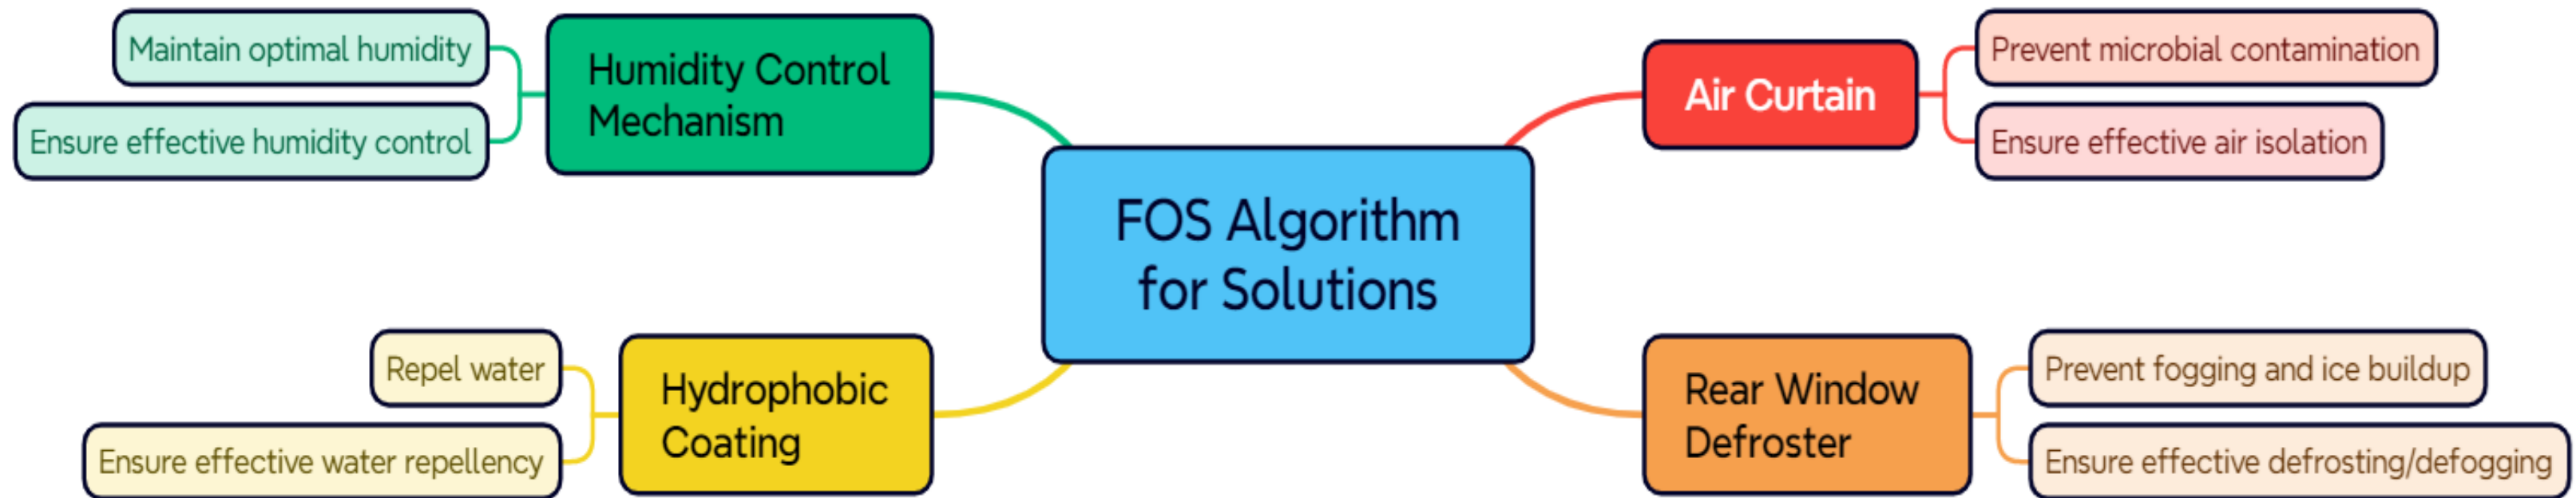 Maintain optimal humidity
Ensure effective humidity control
Humidity Control
Mechanism
Repel water
Ensure effective water repellency
Hydrophobic
Coating
FOS Algorithm
for Solutions
Air Curtain
Prevent microbial contamination
Ensure effective air isolation
Rear Window
Defroster
Prevent fogging and ice buildup
Ensure effective defrosting/defogging